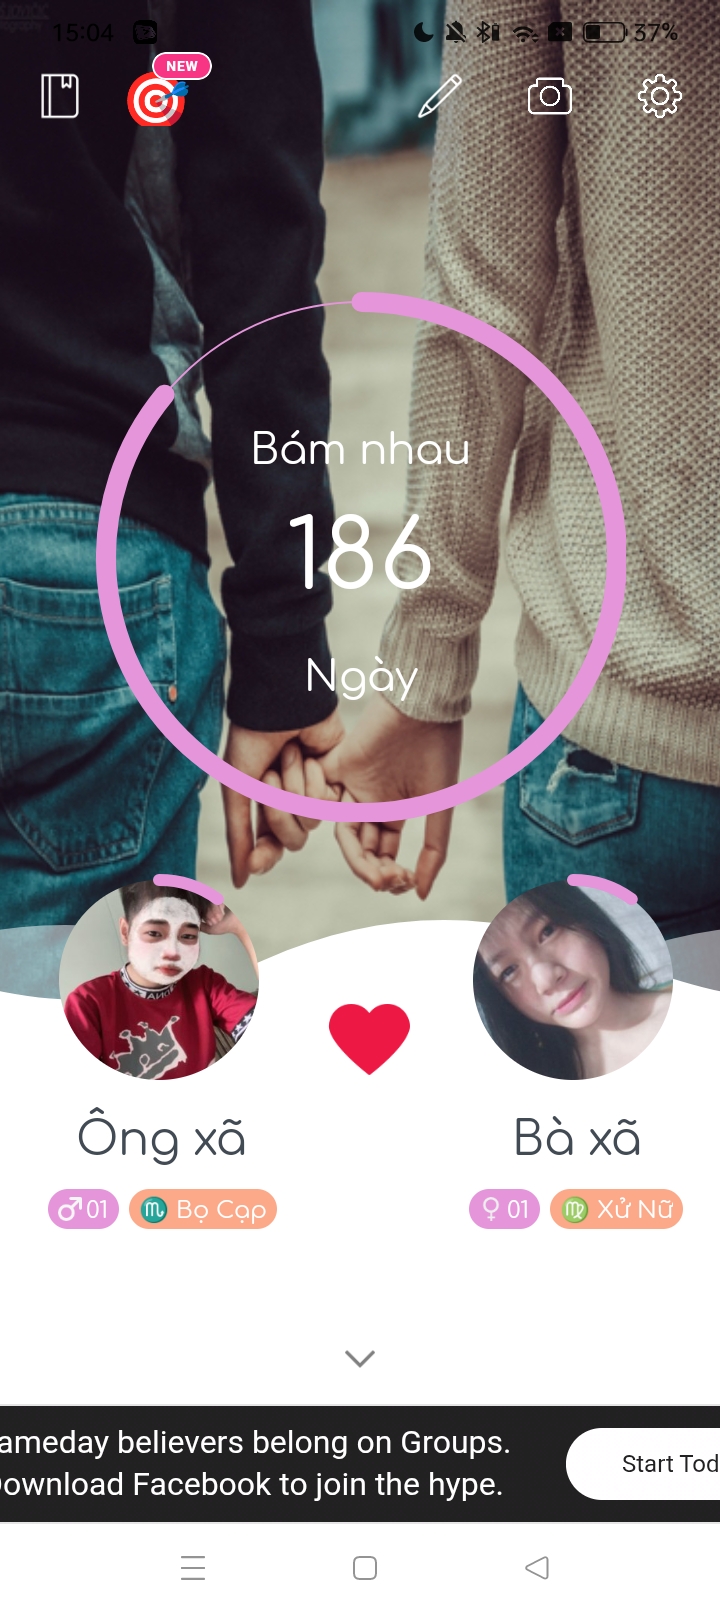 15:04
37%
NEW
Bám nhau
186
Ngày
Ông xã
Bà xã
01
Bọ Cạp
01
Xử Nữ
ameday believers belong on Groups.
Download Facebook to join the hype.
Start Tod